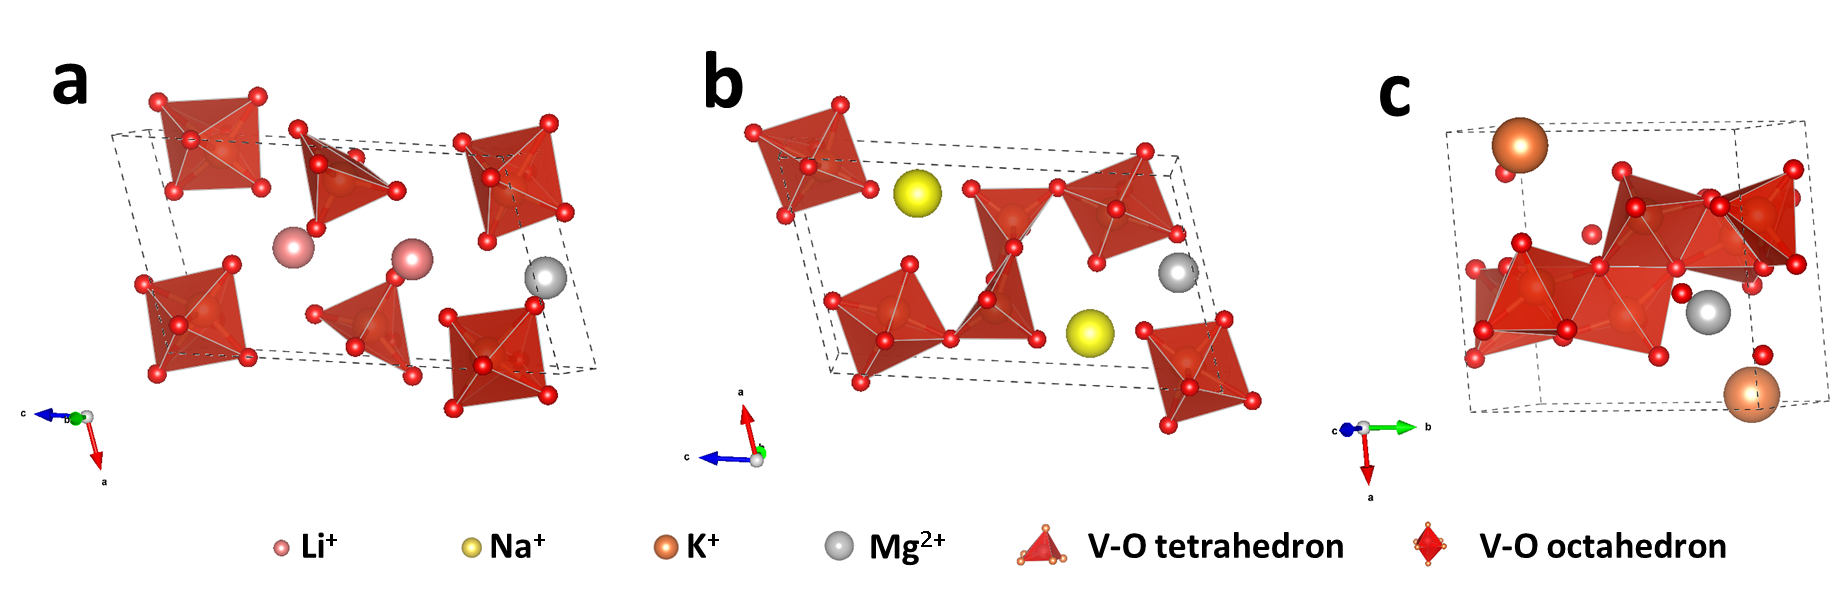 a
b
c
c
b
a
a
c
b
c
b
a
Li+
Na+
K+
Mg2+
V-O tetrahedron
V-O octahedron